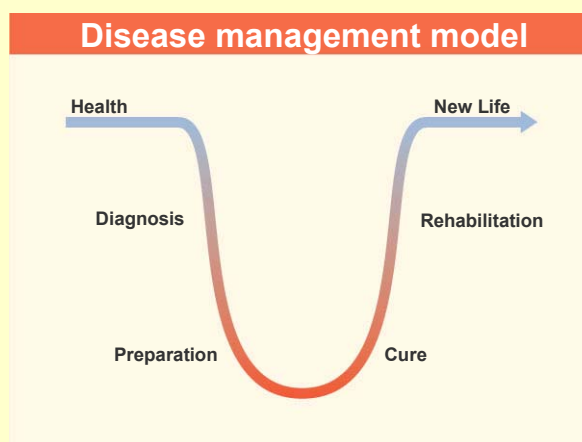 Disease management model
Health
New Life
Diagnosis
Rehabilitation
Preparation
Cure